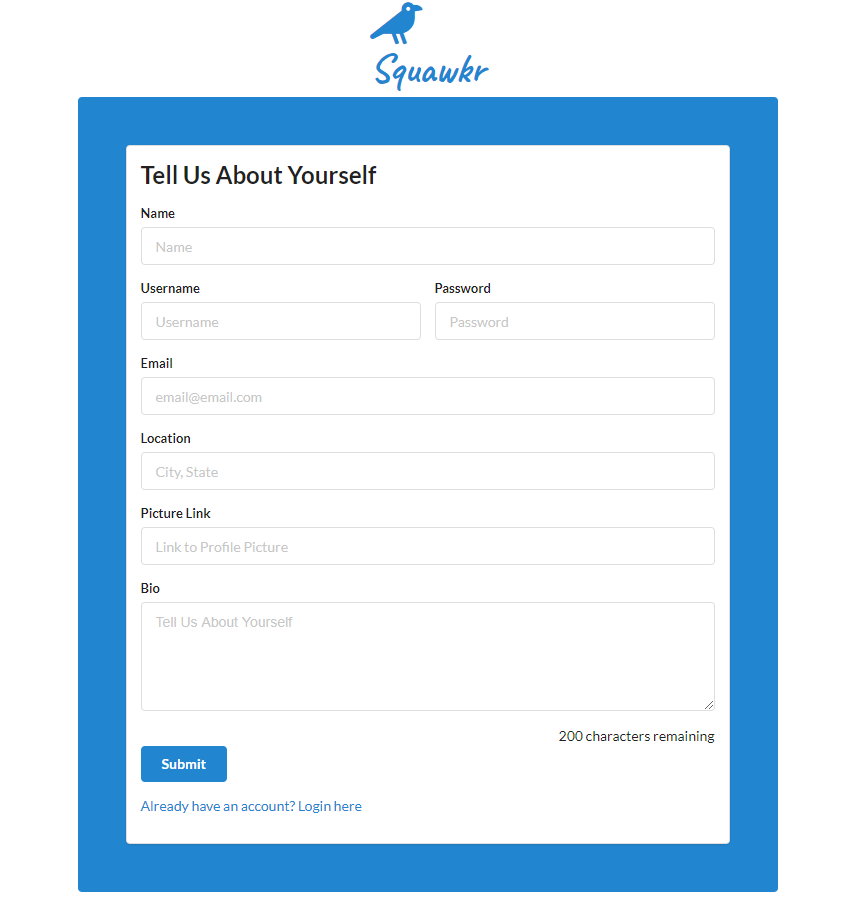 Squawkr
Tell Us About Yourself
Name
Name
Username
Password
Username
Password
Email
email@email.com
Location
City, State
Picture Link
Link to Profile Picture
Bio
Tell Us About Yourself
200 characters remaining
Submit
Already have an account? Login here